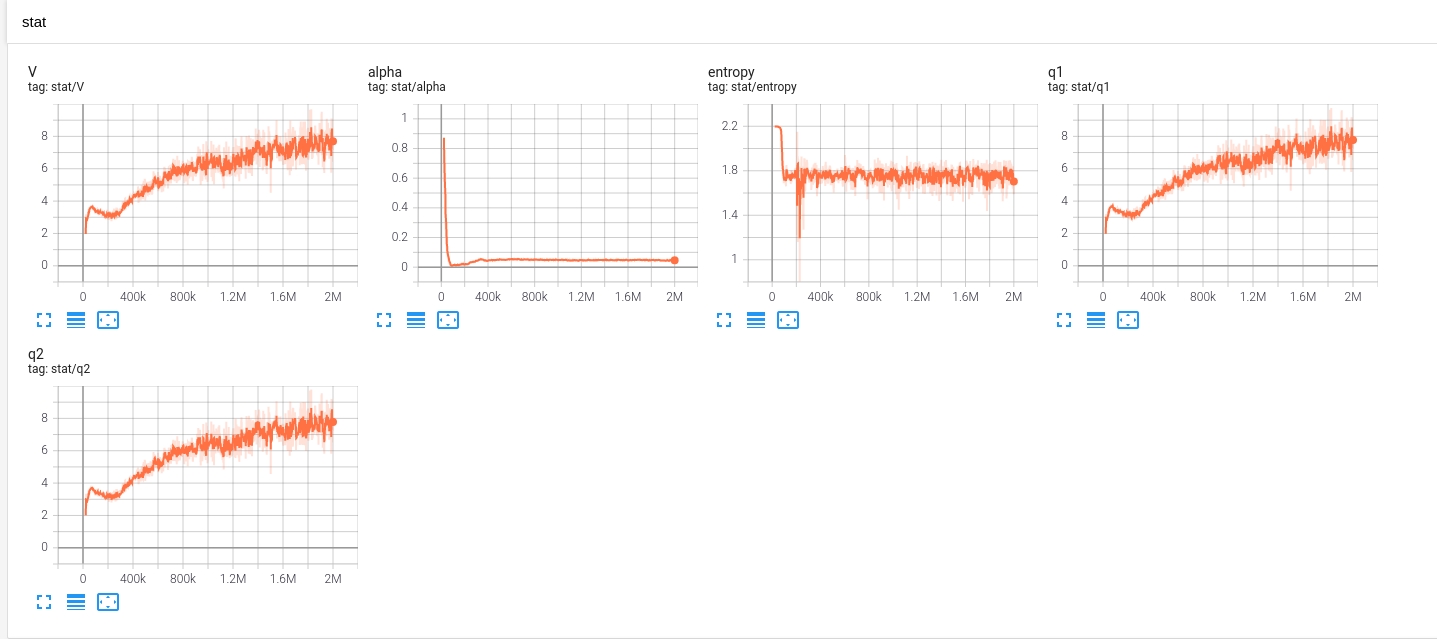 stat
V
tag: stat/V
8
6
4
2
0
0 400k 800k 1.2M 1.6M 2M
alpha
tag: stat/alpha
1
0.8
0.6
0.4
0.2
0
0 400k 800k 1.2M 1.6M 2M
entropy
tag: stat/entropy
2.2
1.8
1.4
1
0 400k 800k 1.2M 1.6M 2M
q1
tag: stat/q1
8
6
4
2
0
0 400k 800k 1.2M 1.6M 2M
q2
tag: stat/q2
8
6
4
2
0
0 400k 800k 1.2M 1.6M 2M